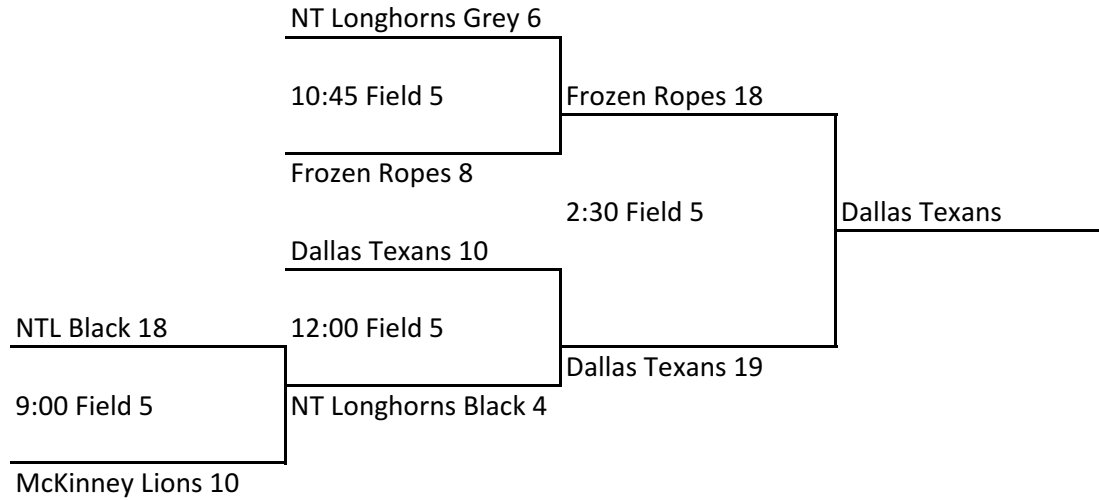 NT Longhorns Grey 6
10:45 Field 5
Frozen Ropes 18
Frozen Ropes 8
2:30 Field 5
Dallas Texans
Dallas Texans 10
NTL Black 18
12:00 Field 5
Dallas Texans 19
9:00 Field 5
NT Longhorns Black 4
McKinney Lions 10